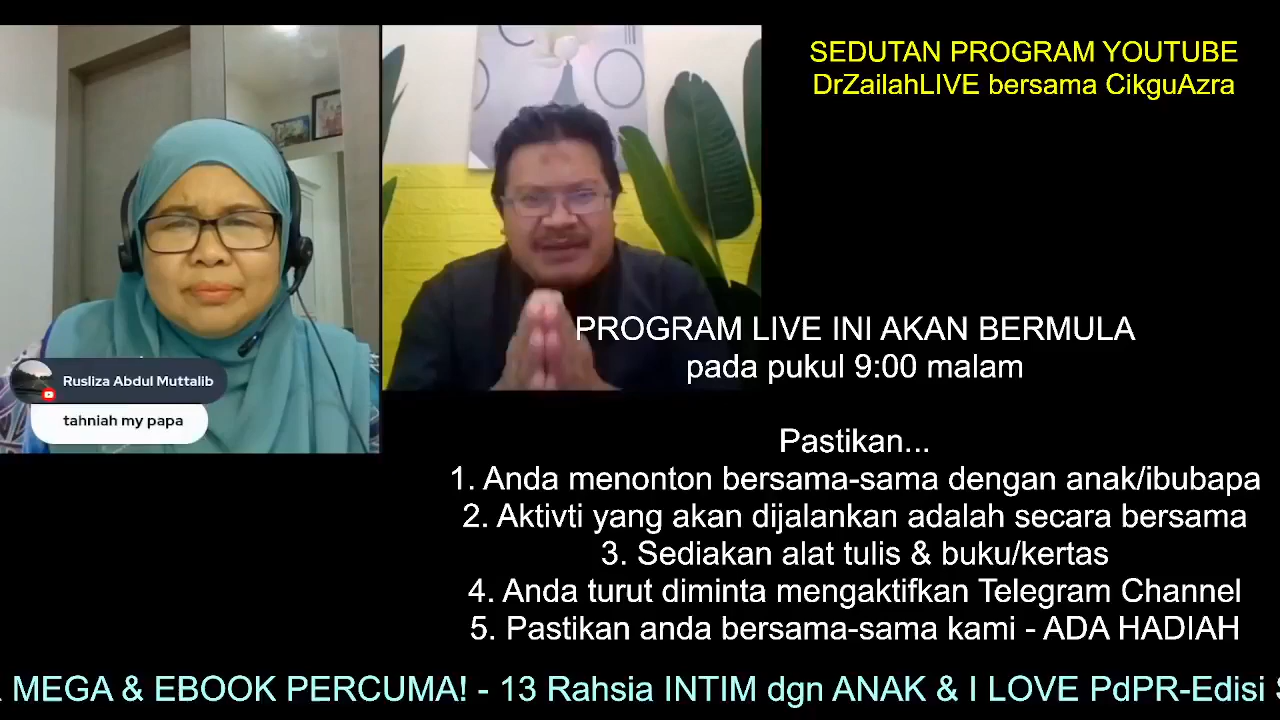 SEDUTAN PROGRAM YOUTUBE
DrZailahLIVE bersama CikguAzra
Rusliza Abdul Muttalib
tahniah my papa
PROGRAM LIVE INI AKAN BERMULA
pada pukul 9:00 malam
Pastikan...
1. Anda menonton bersama-sama dengan anak/ibubapa
2. Aktivti yang akan dijalankan adalah secara bersama
3. Sediakan alat tulis & buku/kertas
4. Anda turut diminta mengaktifkan Telegram Channel
5. Pastikan anda bersama-sama kami - ADA HADIAH
MEGA & EBOOK PERCUMA! - 13 Rahsia INTIM dgn ANAK & I LOVE PdPR-Edisi